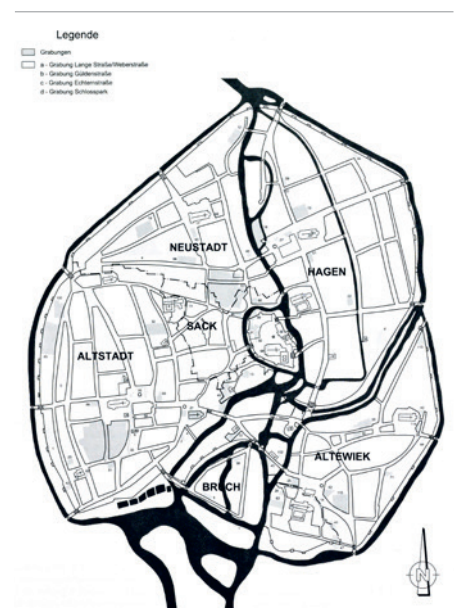 Legende
Grabungen
a - Grabung Lange Straße/Weberstraße
b - Grabung Güldenstraße
c - Grabung Echternstraße
d - Grabung Schlosspark
NEUSTADT
HAGEN
SACK
ALTSTADT
ALTEWIEK
BRUCH
N